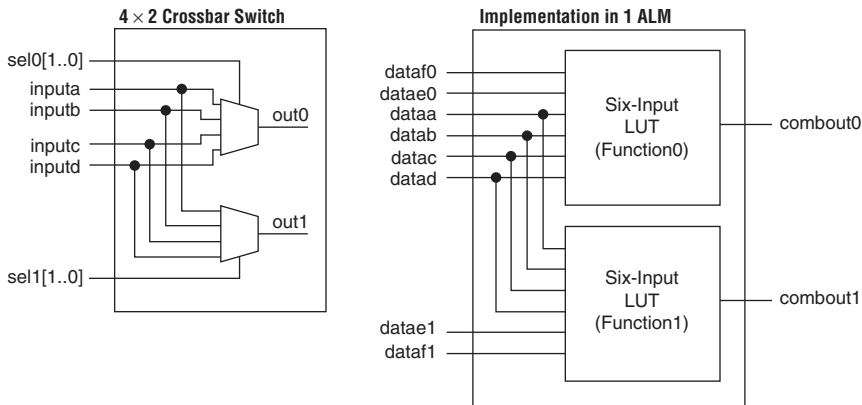 4 × 2 Crossbar Switch
sel0[1..0]
inputa
inputb
inputc
inputd
out0
out1
sel1[1..0]
Implementation in 1 ALM
dataf0
datae0
dataa
datab
datac
datad
Six-Input
LUT
(Function0)
combout0
Six-Input
LUT
(Function1)
combout1
datae1
dataf1